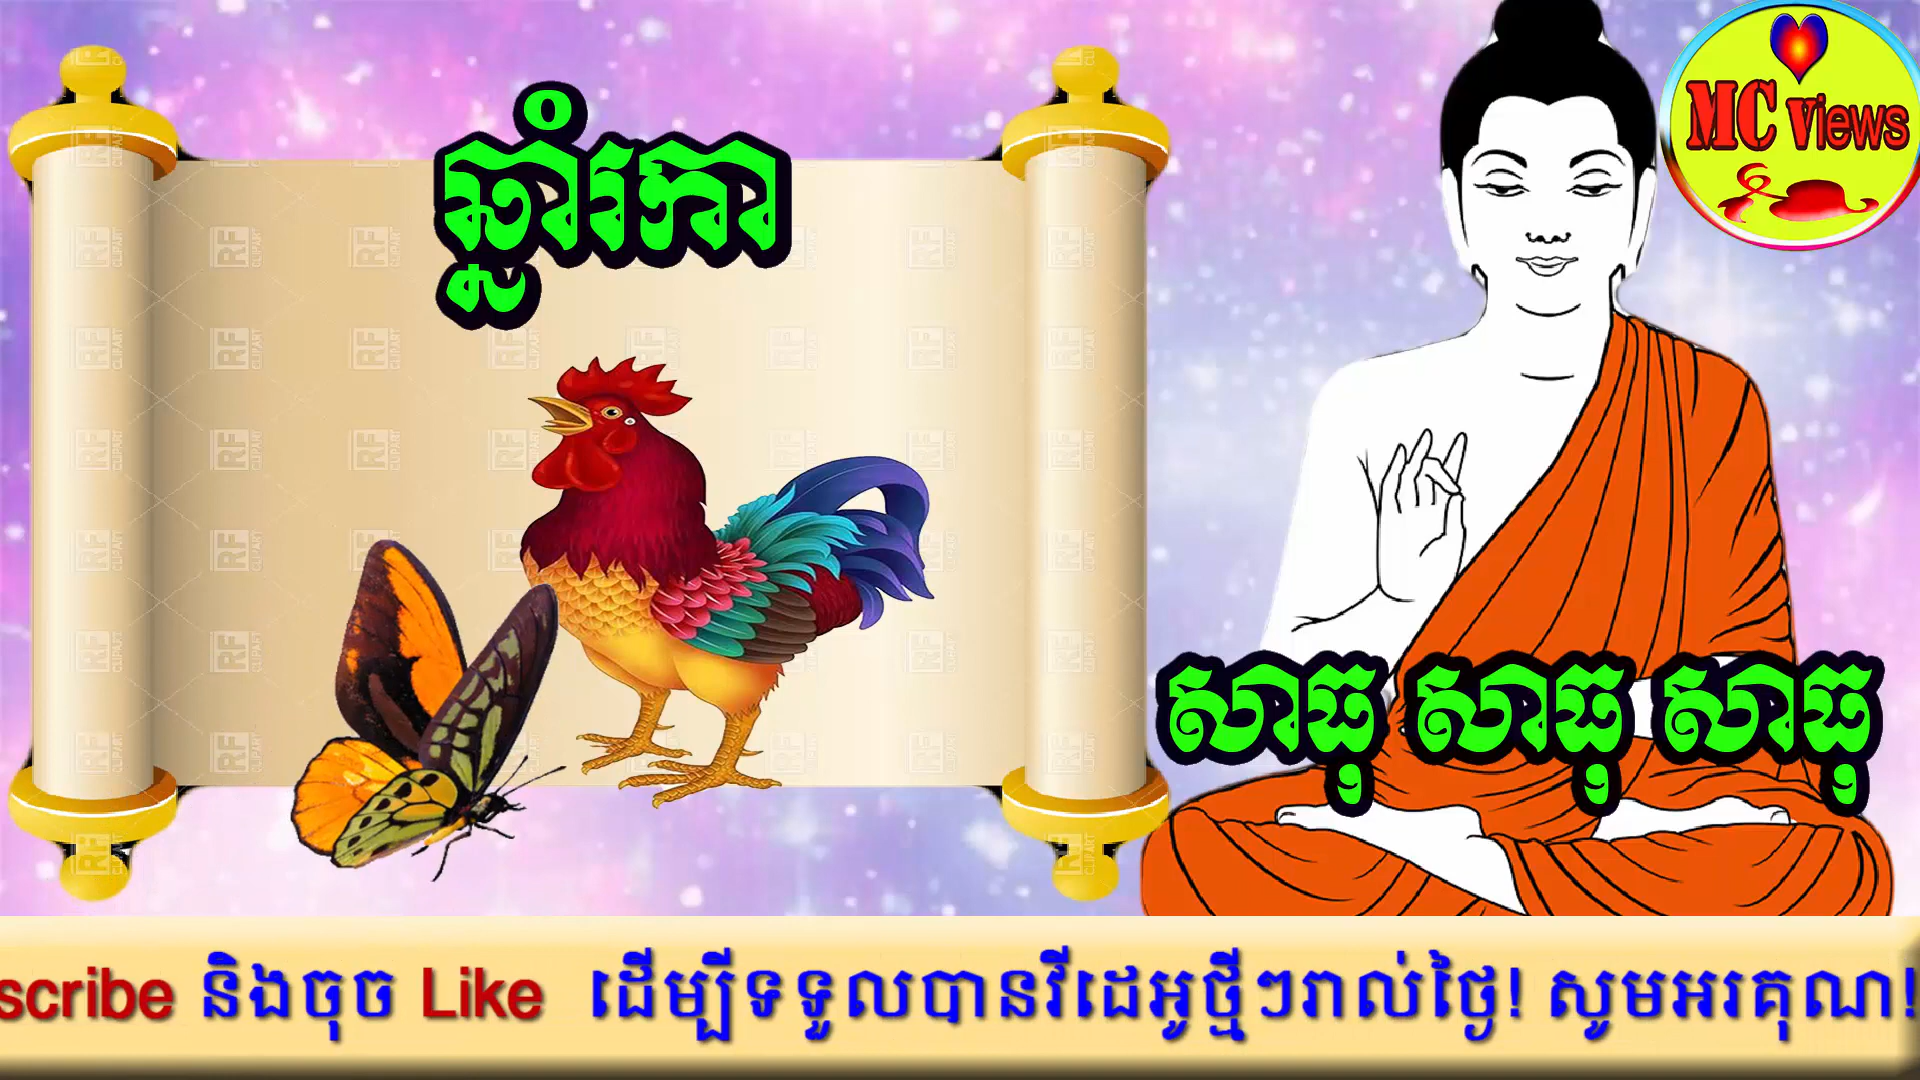 ឆ្នាំរកា
MC Views
សាធុ សាធុ សាធុ
scribe និងចុច Like ដើម្បីទទួលបានវីដេអូថ្មីៗរាល់ថ្ងៃ! សូមអរគុណ!